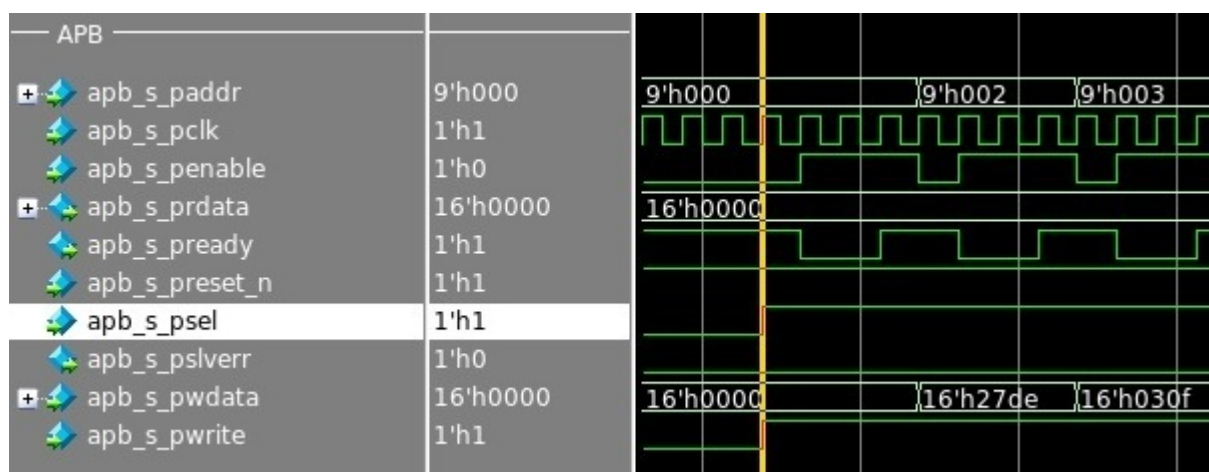 APB
apb_s_paddr 9'h000 9'h000 9'h002 9'h003
apb_s_pclk 1'h1
apb_s_penable 1'h0
apb_s_prdata 16'h0000 16'h0000
apb_s_pready 1'h1
apb_s_preset_n 1'h1
apb_s_psel 1'h1
apb_s_pslverr 1'h0
apb_s_pwdata 16'h0000 16'h0000 16'h27de 16'h030f
apb_s_pwrite 1'h1